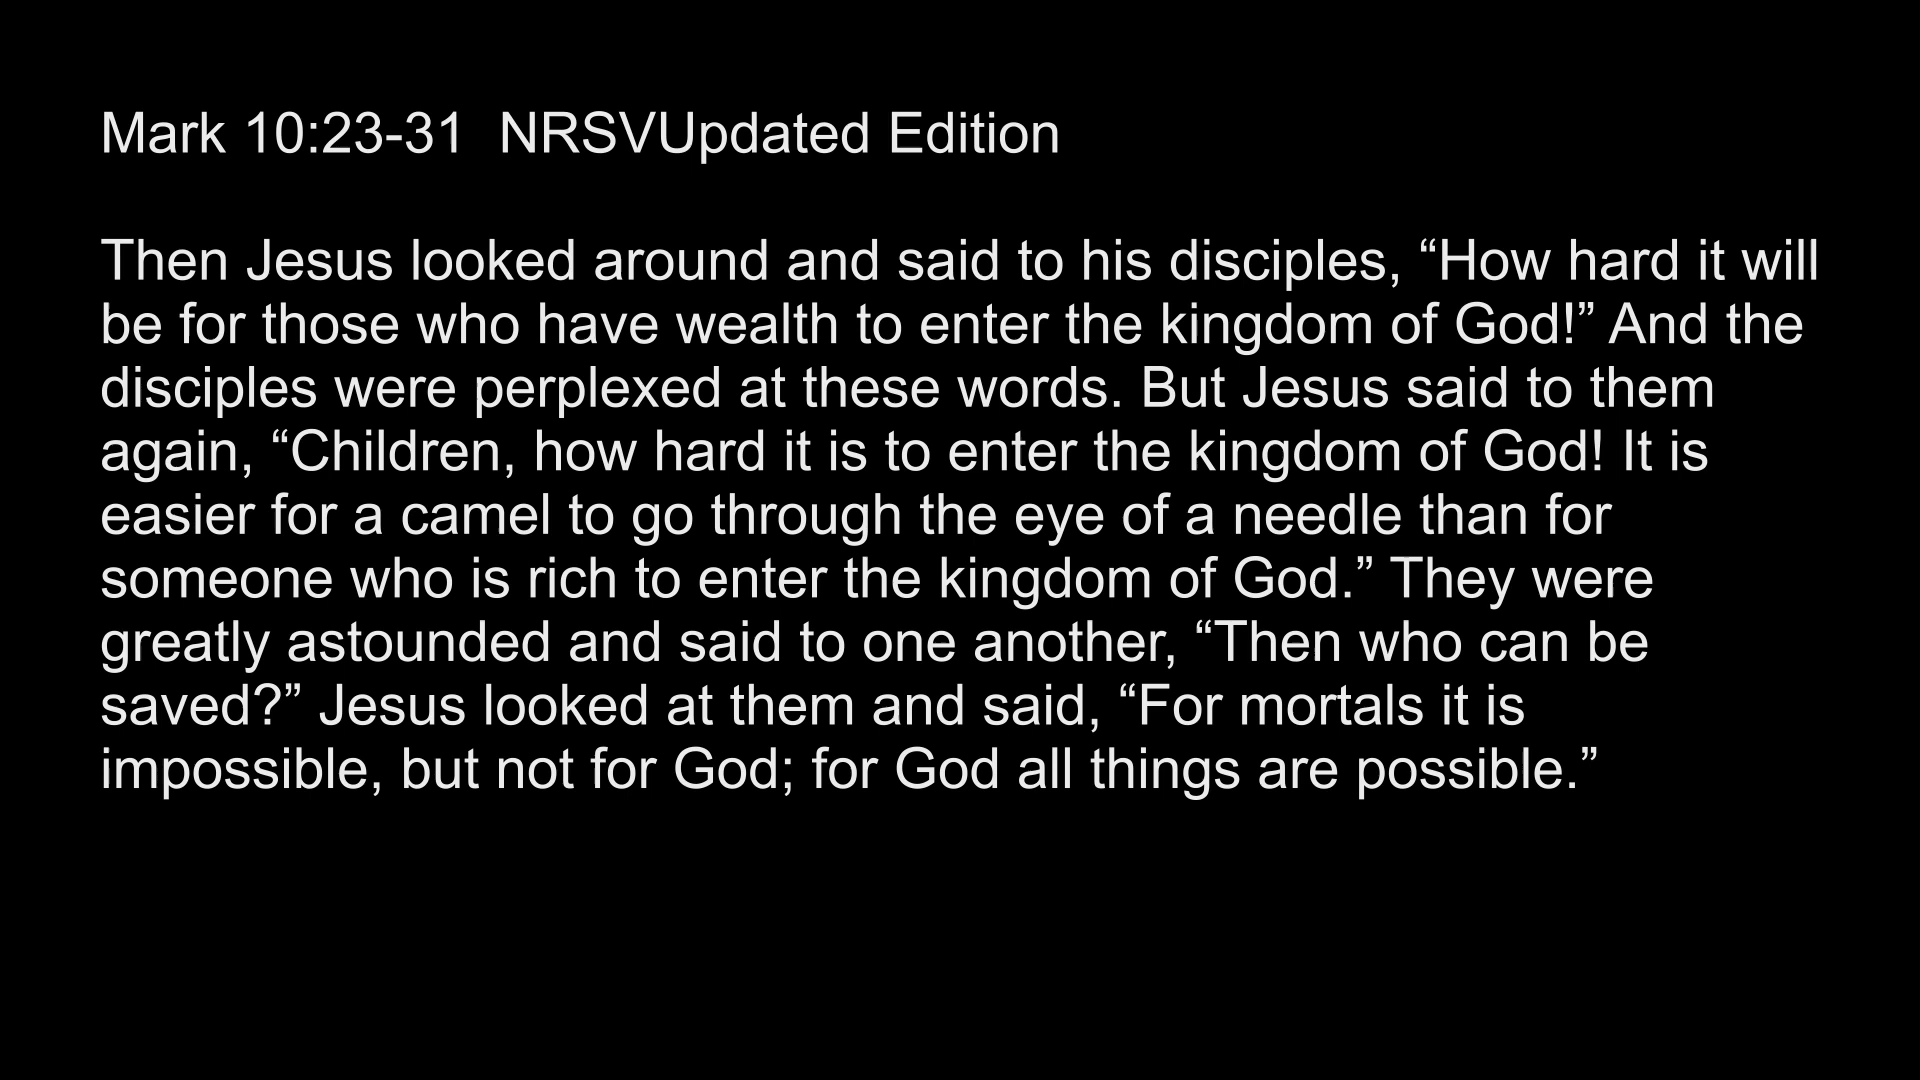 Mark 10:23-31  NRSVUpdated Edition
Then Jesus looked around and said to his disciples, “How hard it will
be for those who have wealth to enter the kingdom of God!” And the
disciples were perplexed at these words. But Jesus said to them
again, “Children, how hard it is to enter the kingdom of God! It is
easier for a camel to go through the eye of a needle than for
someone who is rich to enter the kingdom of God.” They were
greatly astounded and said to one another, “Then who can be
saved?” Jesus looked at them and said, “For mortals it is
impossible, but not for God; for God all things are possible.”